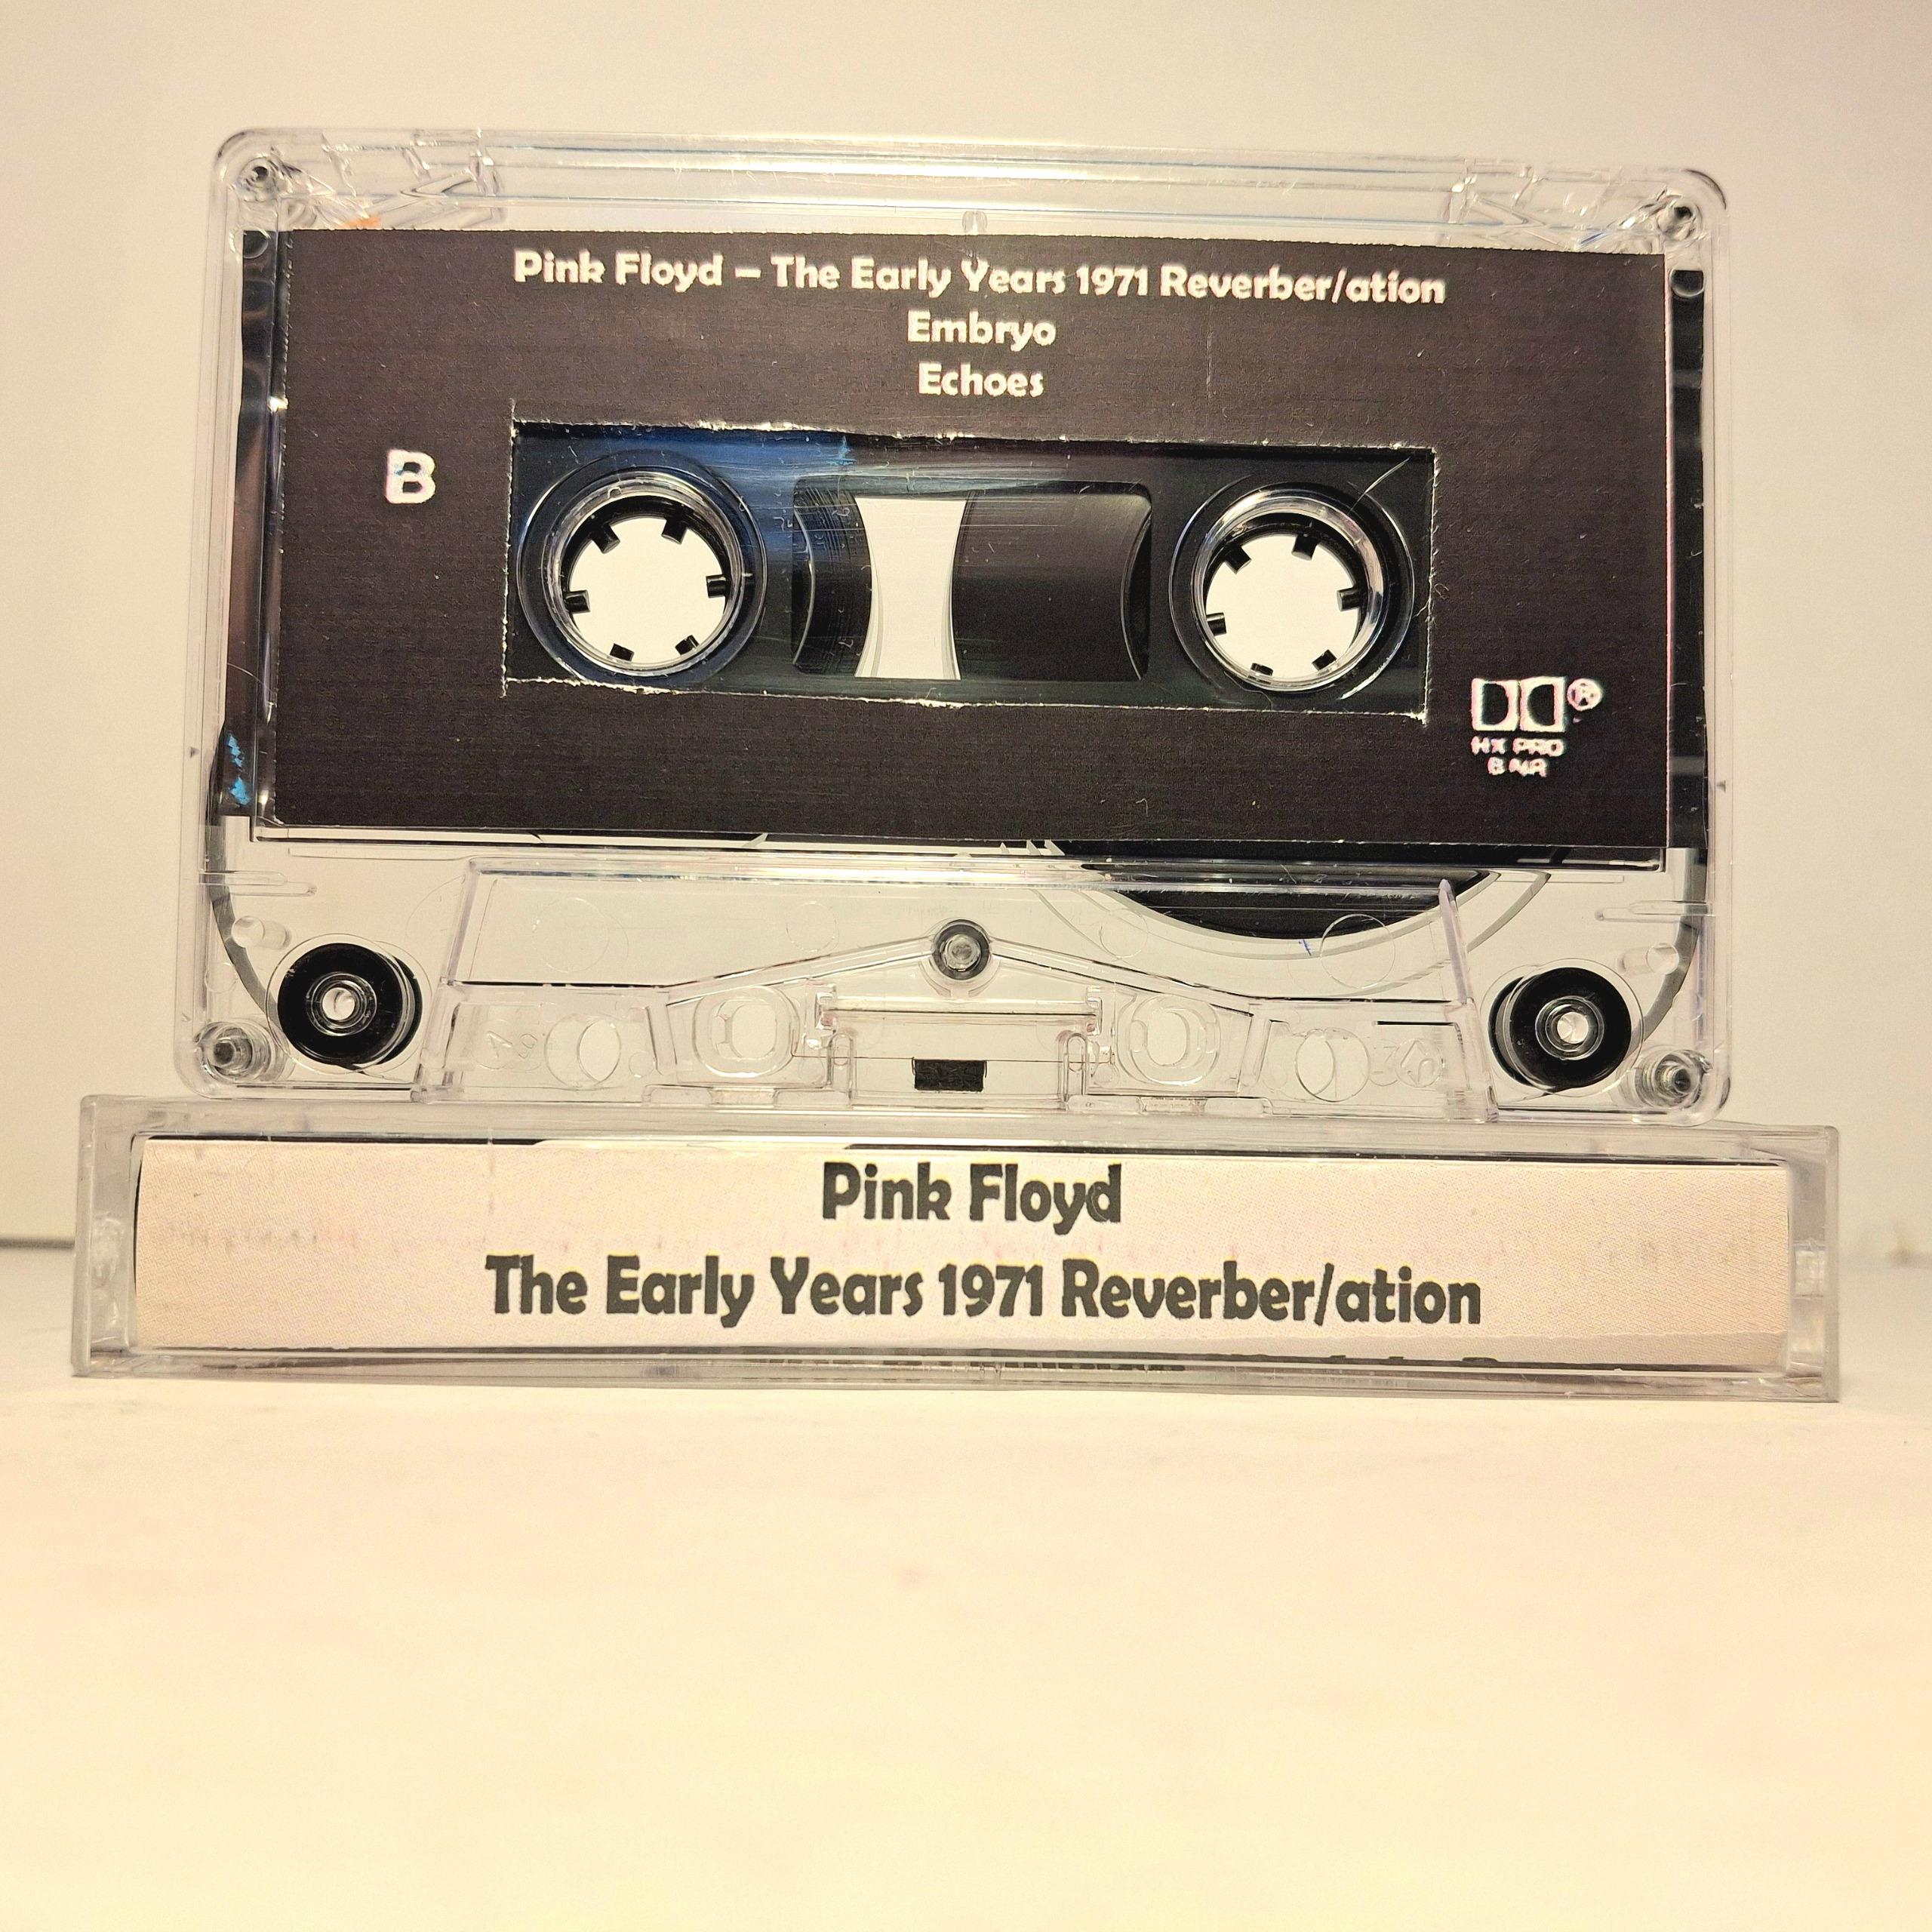 Pink Floyd – The Early Years 1971 Reverber/ation
Embryo
Echoes
B
HX PRO
B NR
Pink Floyd
The Early Years 1971 Reverber/ation